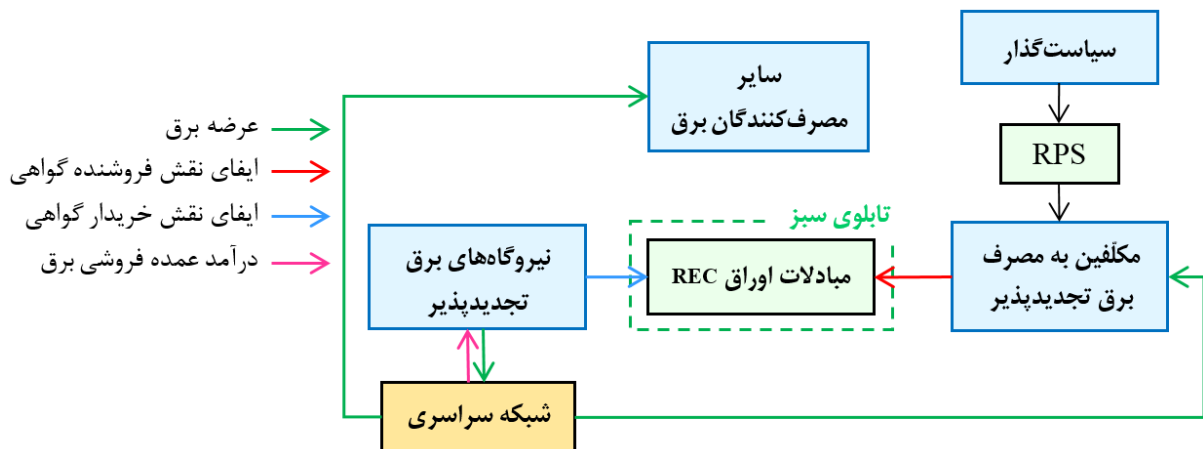 سیاست‌گذار
سایر
مصرف‌کنندگان برق
RPS
عرضه برق
ایفای نقش فروشنده گواهی
ایفای نقش خریدار گواهی
درآمد عمده فروشی برق
تابلوی سبز
مکلّفین به مصرف
برق تجدیدپذیر
مبادلات اوراق REC
نیروگاه‌های برق
تجدیدپذیر
شبکه سراسری